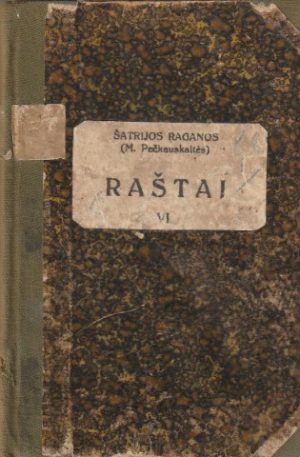 ŠATRIJOS RAGANOS
(M. Pečkauskaitės)
RAŠTAI
VI